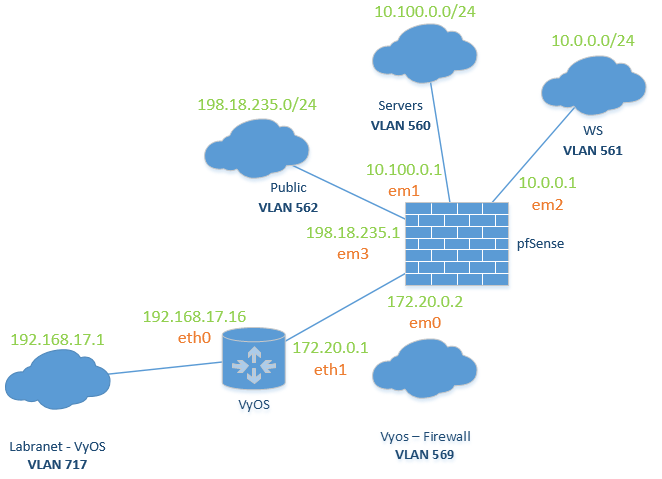 10.100.0.0/24
Servers
VLAN 560
10.0.0.0/24
WS
VLAN 561
198.18.235.0/24
Public
VLAN 562
10.100.0.1
em1
10.0.0.1
em2
198.18.235.1
em3
pfSense
172.20.0.2
em0
192.168.17.16
eth0
172.20.0.1
eth1
VyOS
192.168.17.1
Labranet - VyOS
VLAN 717
Vyos – Firewall
VLAN 569